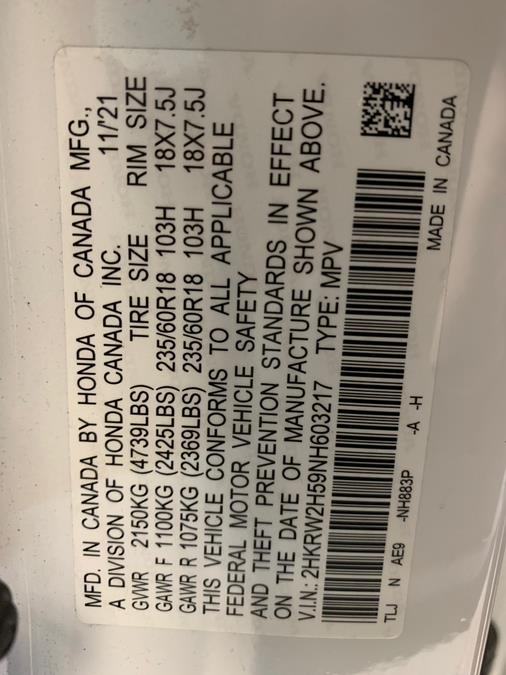 MFD. IN CANADA BY HONDA OF CANADA MFG.,
A DIVISION OF HONDA CANADA INC. 11/'21
GVWR 2150KG (4739LBS) TIRE SIZE RIM SIZE
GAWR F 1100KG (2425LBS) 235/60R18 103H 18X7.5J
GAWR R 1075KG (2369LBS) 235/60R18 103H 18X7.5J
THIS VEHICLE CONFORMS TO ALL APPLICABLE
FEDERAL MOTOR VEHICLE SAFETY
AND THEFT PREVENTION STANDARDS IN EFFECT
ON THE DATE OF MANUFACTURE SHOWN ABOVE.
V.I.N.: 2HKRW2H59NH603217 TYPE: MPV
TLJ N AE9 -NH883P -A -H
MADE IN CANADA